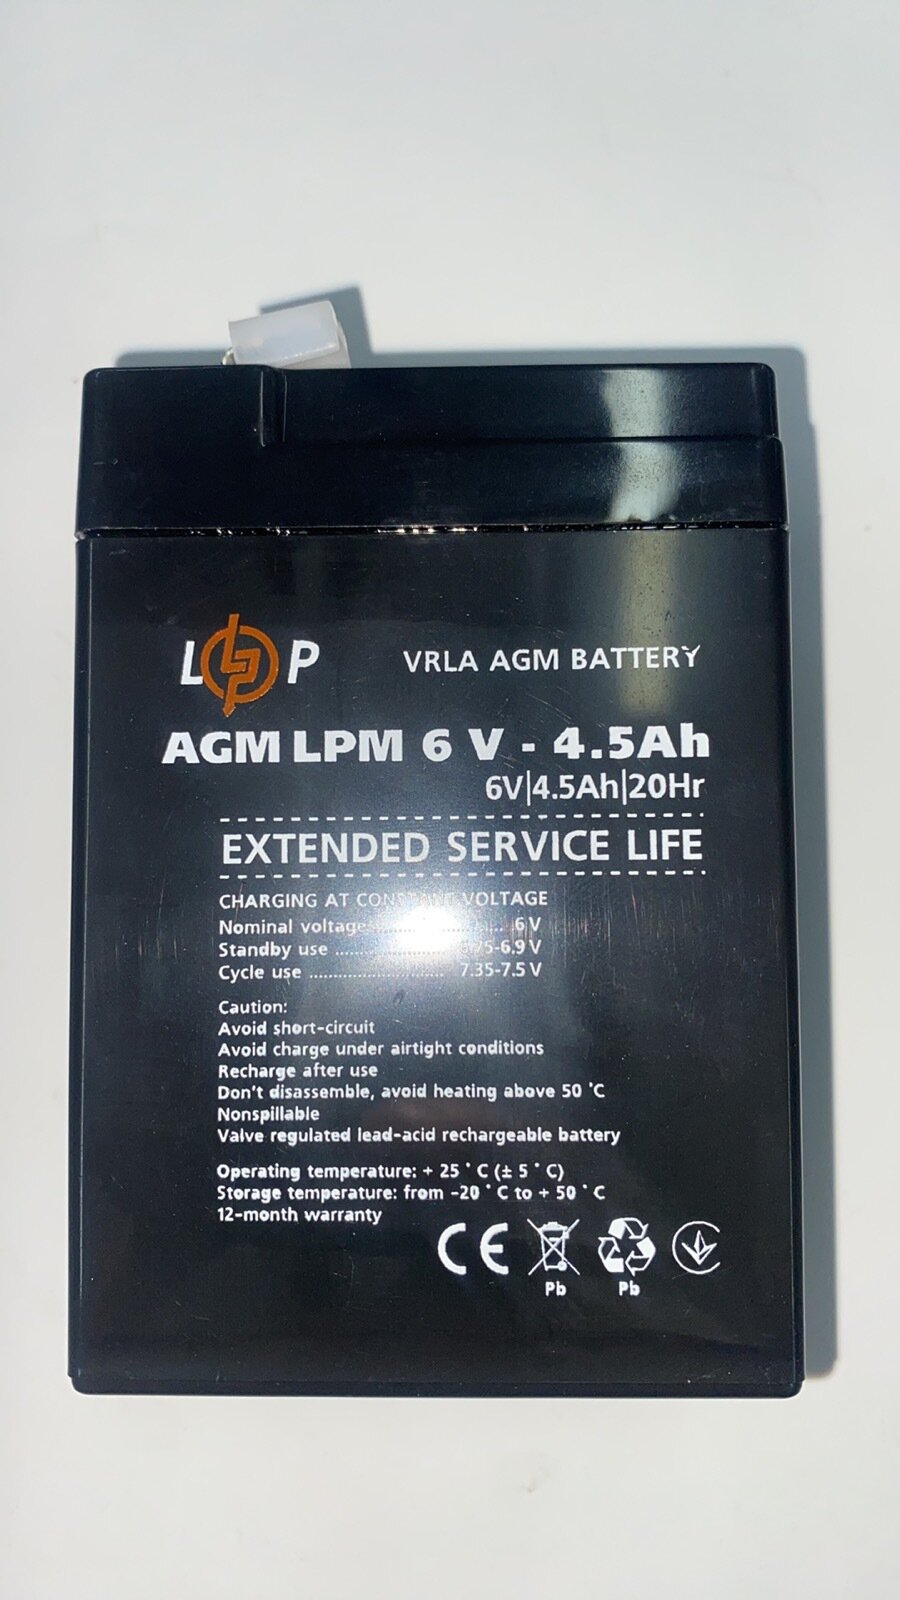 L P
VRLA AGM BATTERY
AGM LPM 6 V - 4.5Ah
6V|4.5Ah|20Hr
EXTENDED SERVICE LIFE
CHARGING AT CONSTANT VOLTAGE
Nominal voltage ... 6 V
Standby use ........................ 6.75-6.9 V
Cycle use ............................ 7.35-7.5 V
Caution:
Avoid short-circuit
Avoid charge under airtight conditions
Recharge after use
Don't disassemble, avoid heating above 50 °C
Nonspillable
Valve regulated lead-acid rechargeable battery
Operating temperature: + 25 ° C (± 5 ° C)
Storage temperature: from -20 ° C to + 50 ° C
12-month warranty
CE
Pb Pb